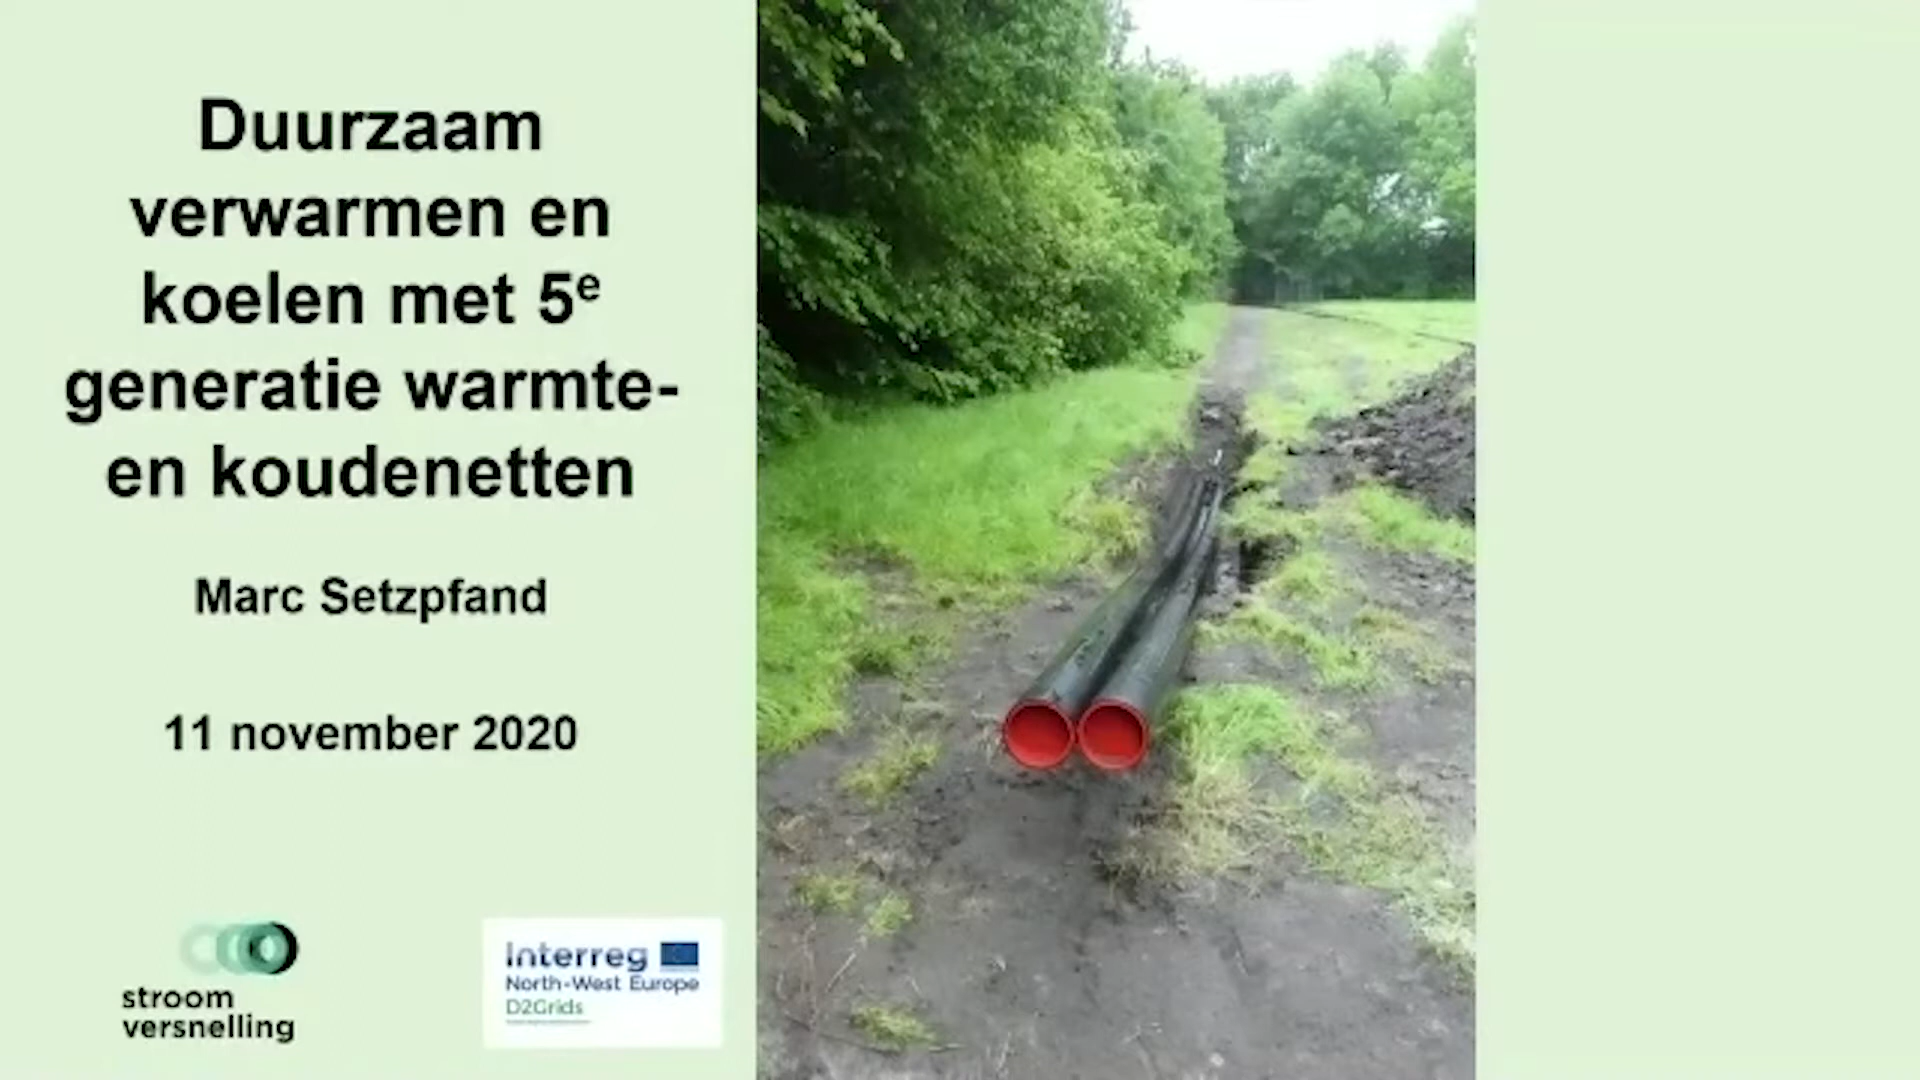 Duurzaam
verwarmen en
koelen met 5e
generatie warmte-
en koudenetten
Marc Setzpfand
11 november 2020
stroom
versnelling
Interreg
North-West Europe
D2Grids